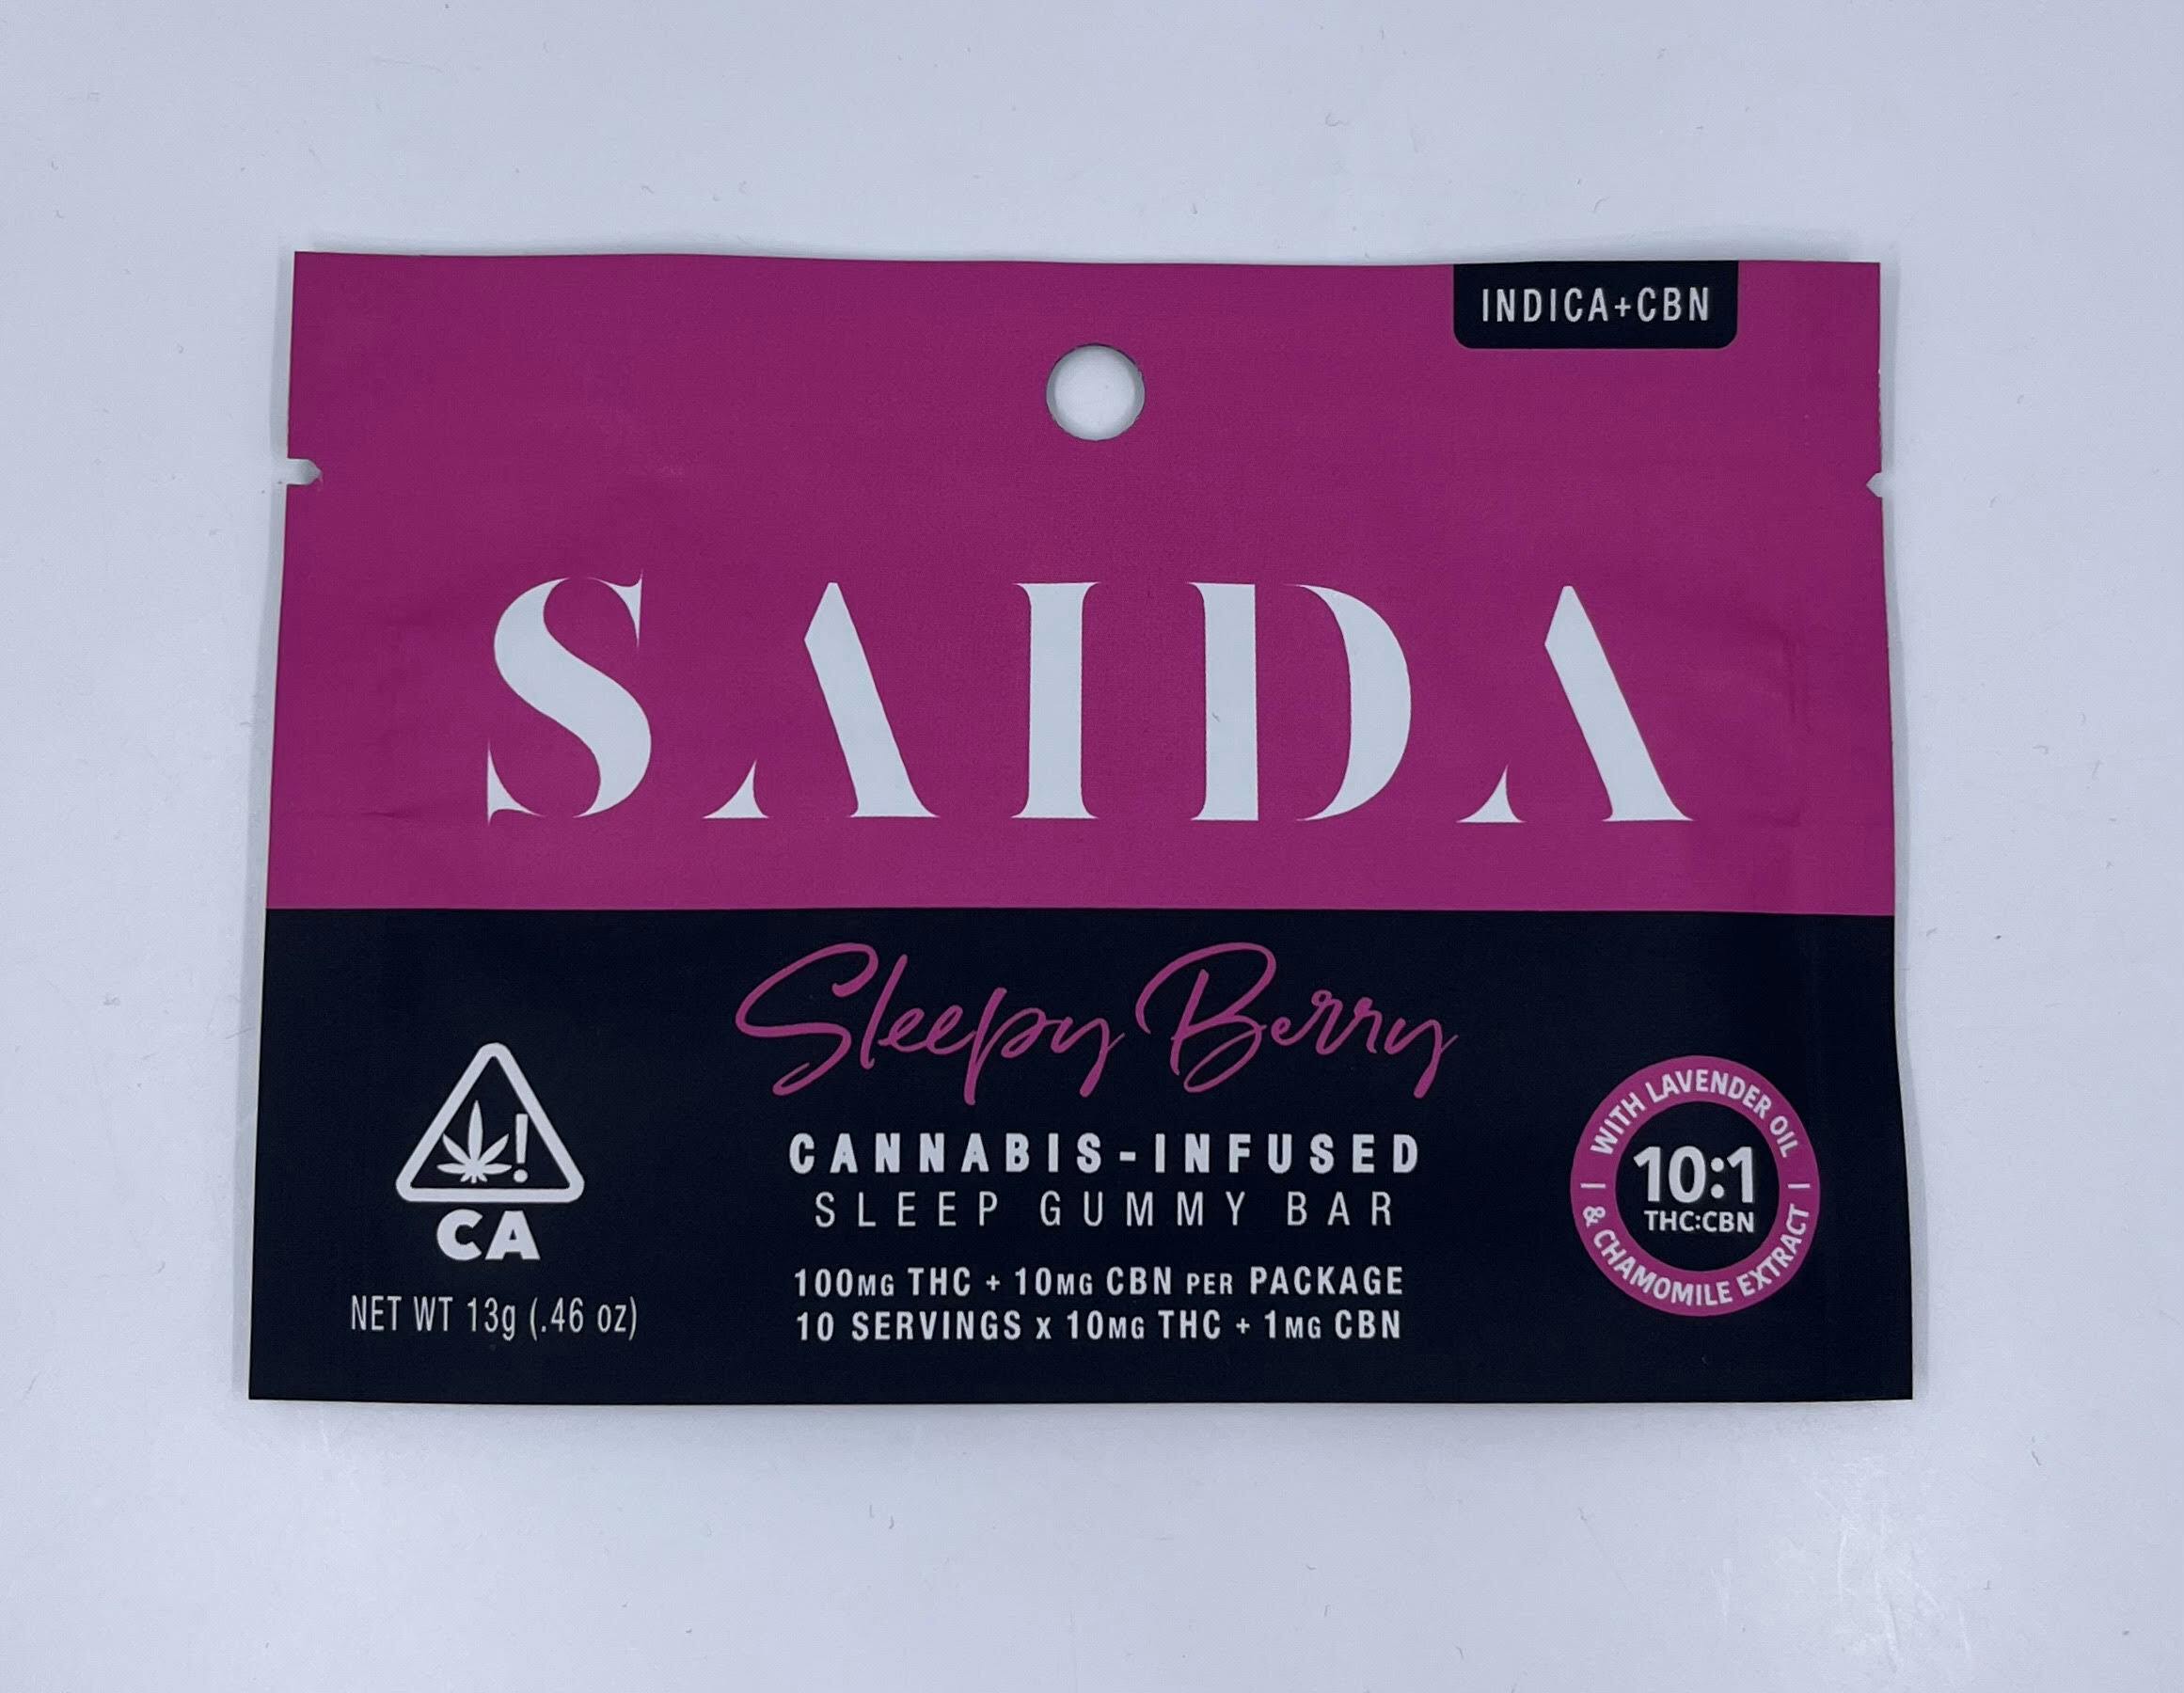 INDICA+CBN
SAIDA
Sleepy Berry
CANNABIS-INFUSED
SLEEP GUMMY BAR
100MG THC + 10MG CBN PER PACKAGE
10 SERVINGS x 10MG THC + 1MG CBN
!
CA
NET WT 13g (.46 oz)
WITH LAVENDER OIL
10:1
THC:CBN
& CHAMOMILE EXTRACT